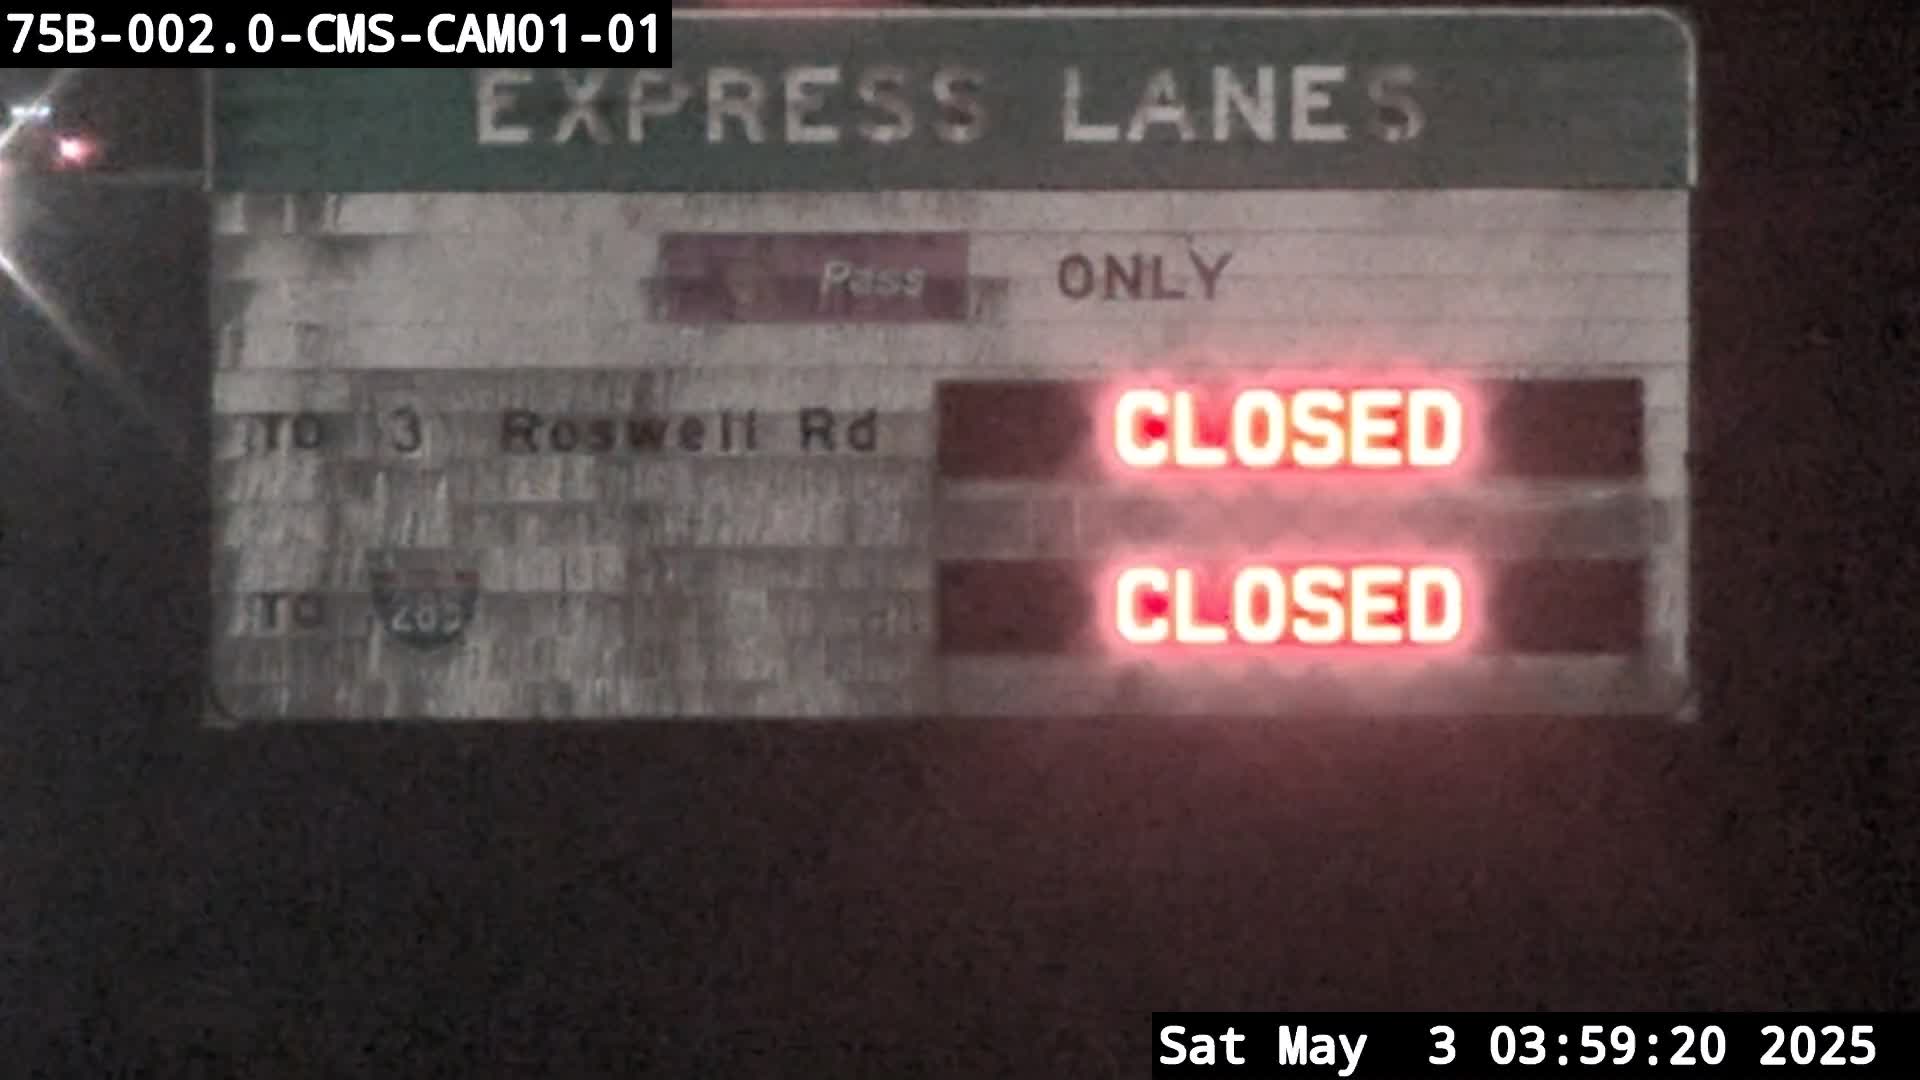 75B-002.0-CMS-CAM01-01
EXPRESS LANES
Pass ONLY
TO 3 Roswell Rd CLOSED
TO 285 CLOSED
Sat May 3 03:59:20 2025